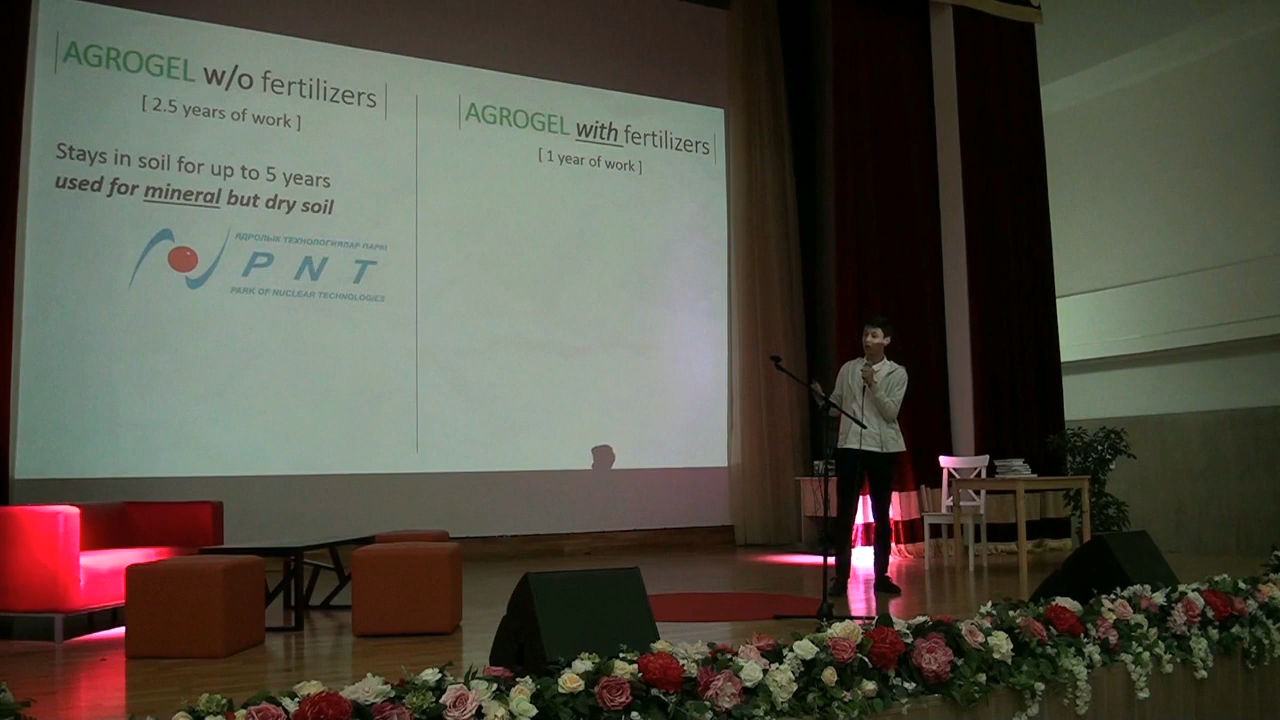 AGROGEL w/o fertilizers
[ 2.5 years of work ]
Stays in soil for up to 5 years
used for mineral but dry soil
ЯДРОЛЫҚ ТЕХНОЛОГИЯЛАР ПАРКІ
PNT
PARK OF NUCLEAR TECHNOLOGIES
AGROGEL with fertilizers
[ 1 year of work ]